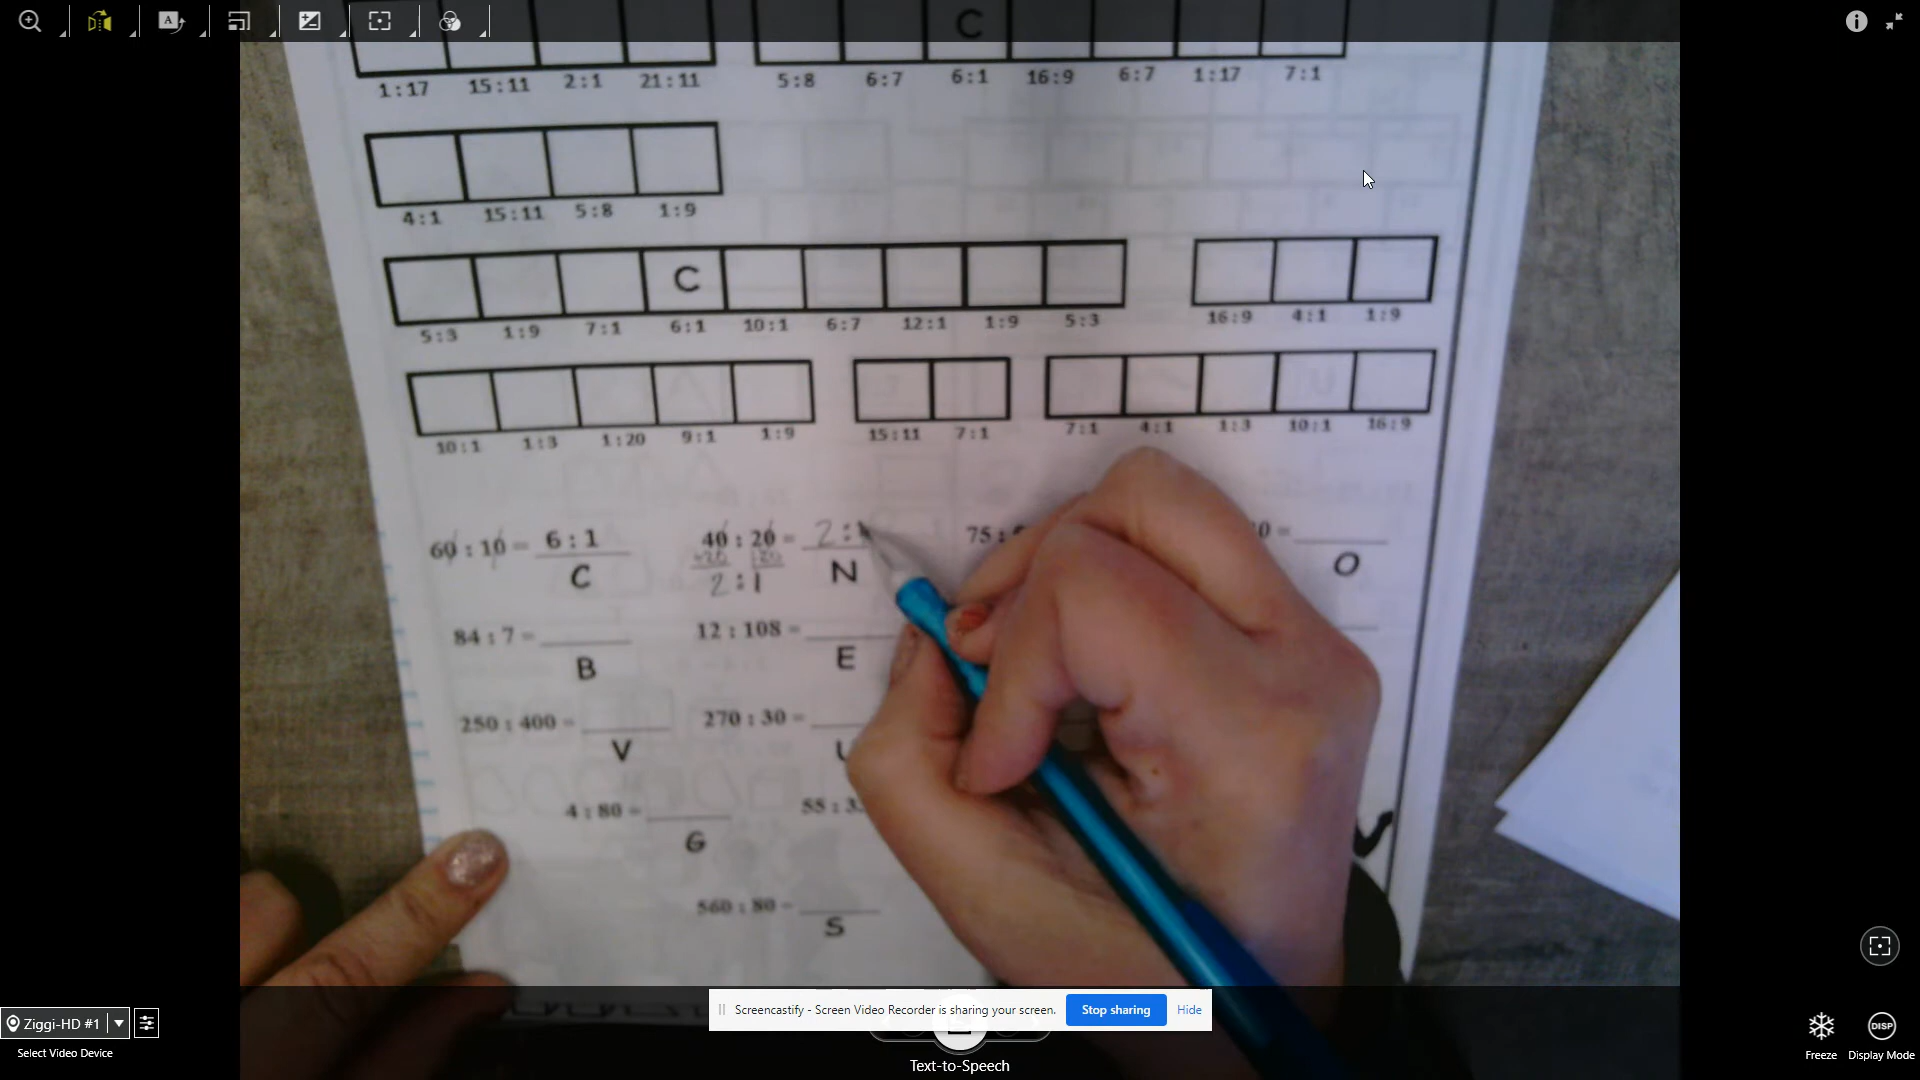 C
1:17 15:11 2:1 21:11 5:8 6:7 6:1 16:9 6:7 1:17 7:1
4:1 15:11 5:8 1:9
C
5:3 1:9 7:1 6:1 10:1 6:7 12:1 1:9 5:3 16:9 4:1 1:9
10:1 1:3 1:20 9:1 1:9 15:11 7:1 7:1 4:1 1:3 10:1 16:9
60 : 10 = 6:1 40 : 20 = 2: 75 : 0 =
÷20 ÷20
C 2:1 N O
84 : 7 = 12 : 108 =
B E
250 : 400 = 270 : 30 =
V U
4 : 80 = 55 : 3
G
560 : 80 =
S
Screencastify - Screen Video Recorder is sharing your screen. Stop sharing Hide
Ziggi-HD #1
Select Video Device
Text-to-Speech
DISP
Freeze Display Mode